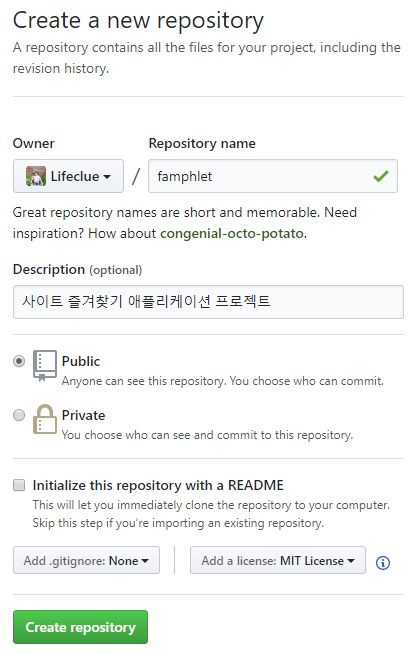 Create a new repository
A repository contains all the files for your project, including the
revision history.
Owner
Repository name
Lifeclue / famphlet
Great repository names are short and memorable. Need
inspiration? How about congenial-octo-potato.
Description (optional)
사이트 즐겨찾기 애플리케이션 프로젝트
Public
Anyone can see this repository. You choose who can commit.
Private
You choose who can see and commit to this repository.
Initialize this repository with a README
This will let you immediately clone the repository to your computer.
Skip this step if you're importing an existing repository.
Add .gitignore: None
Add a license: MIT License
Create repository